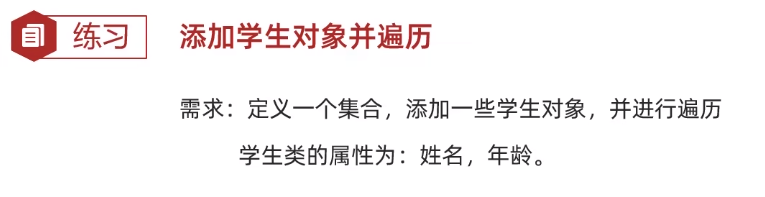 练习
添加学生对象并遍历
需求：定义一个集合，添加一些学生对象，并进行遍历
学生类的属性为：姓名，年龄。